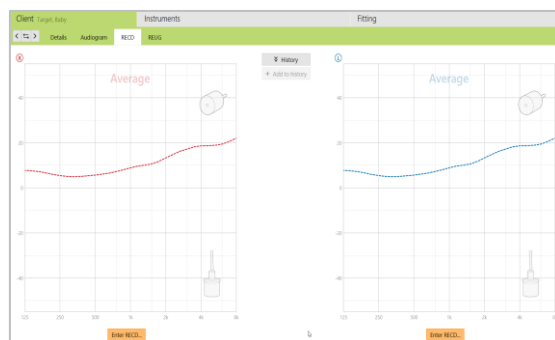 Client Target, Baby Instruments Fitting
Details Audiogram RECD REUG
R L
History
Add to history
Average Average
40 40
20 20
0 0
-20 -20
-40 -40
125 250 500 1k 2k 4k 8k 125 250 500 1k 2k 4k 8
Enter RECD... Enter RECD...